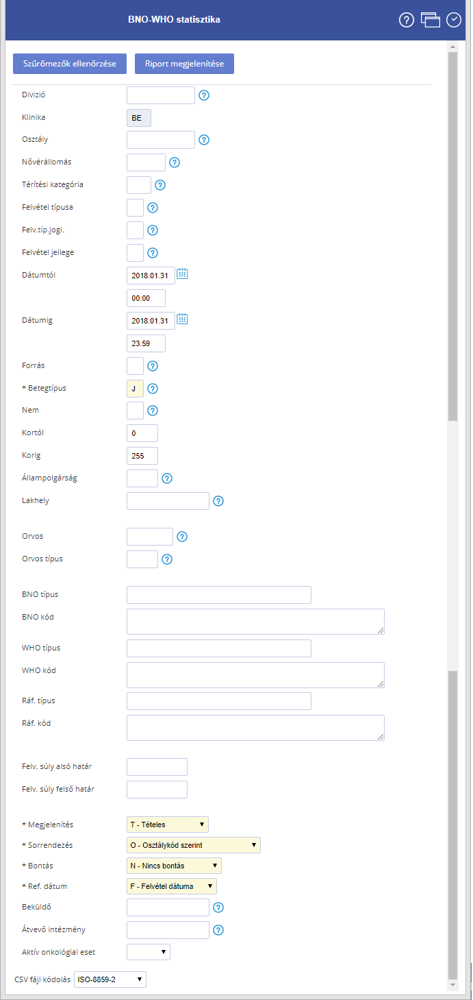 BNO-WHO statisztika
Szűrőmezők ellenőrzése Riport megjelenítése
Divizió
Klinika BE
Osztály
Nővérállomás
Térítési kategória
Felvétel típusa
Felv.típ.jogi.
Felvétel jellege
Dátumtól 2018.01.31
00:00
Dátumig 2018.01.31
23:59
Forrás
* Betegtípus J
Nem
Kortól 0
Korig 255
Állampolgárság
Lakhely
Orvos
Orvos típus
BNO típus
BNO kód
WHO típus
WHO kód
Ráf. típus
Ráf. kód
Felv. súly alsó határ
Felv. súly felső határ
* Megjelenítés T - Tételes
* Sorrendezés O - Osztálykód szerint
* Bontás N - Nincs bontás
* Ref. dátum F - Felvétel dátuma
Beküldő
Átvevő intézmény
Aktív onkológiai eset
CSV fájl kódolás ISO-8859-2